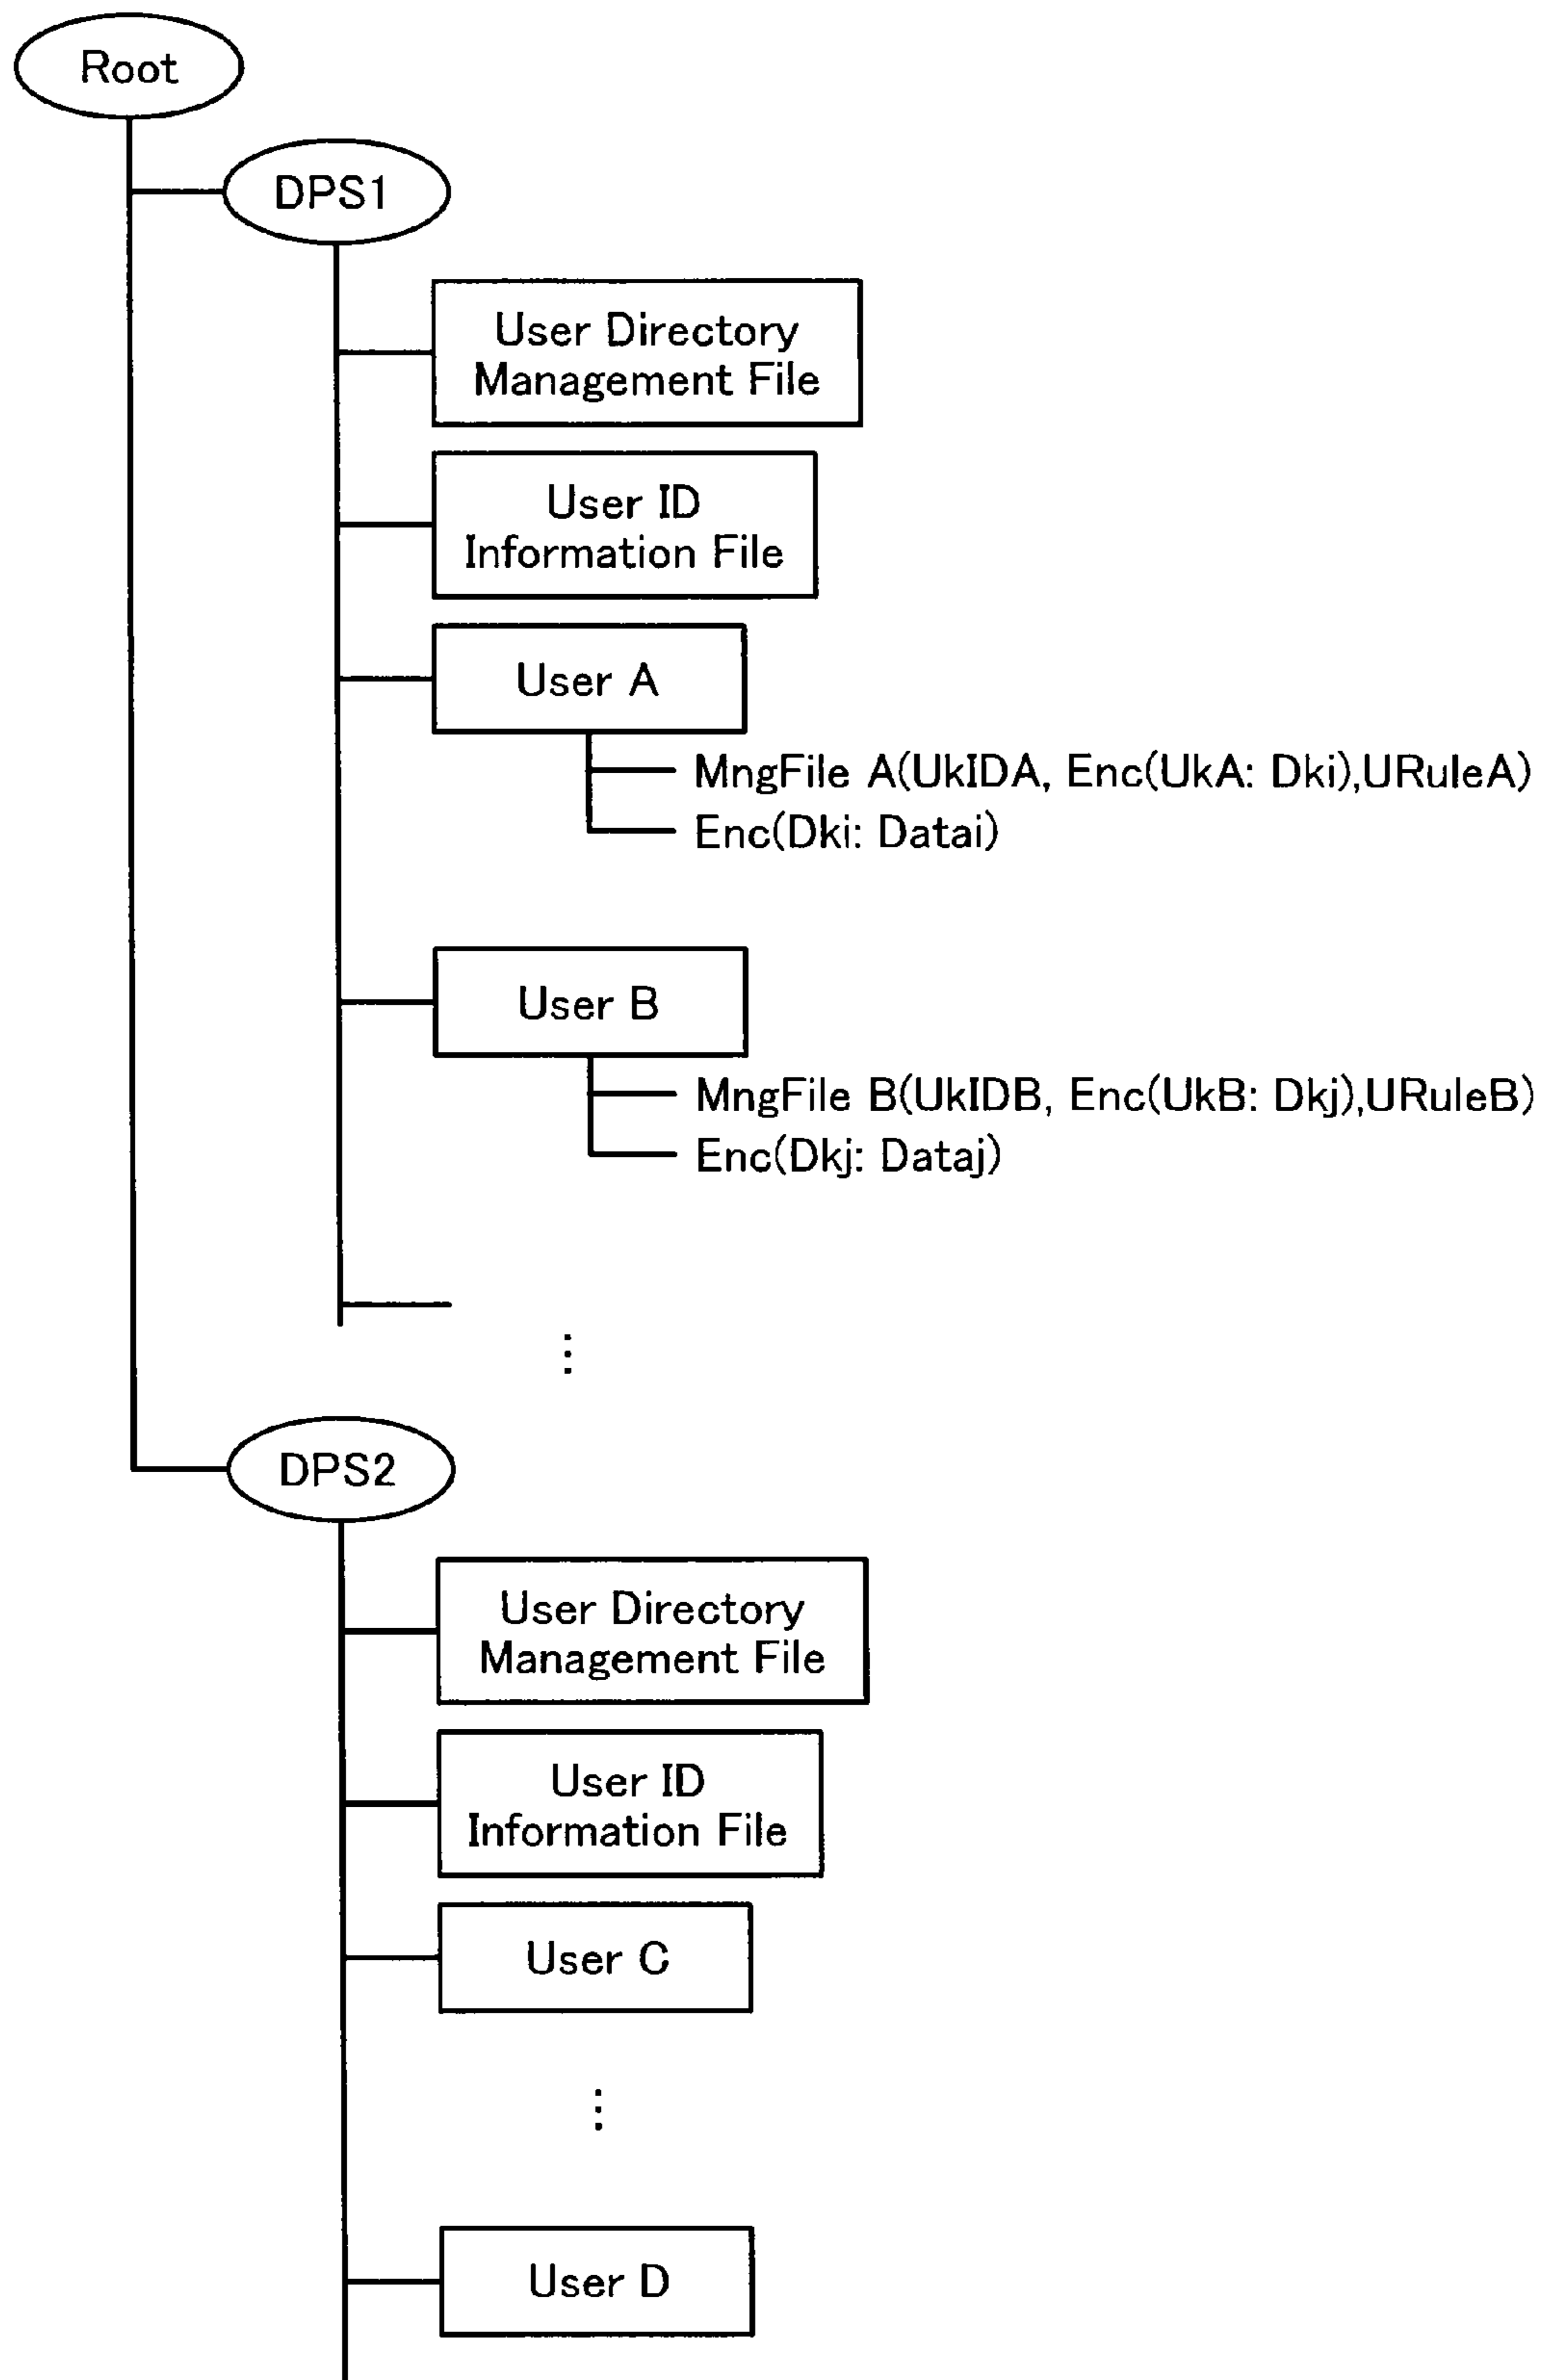 Root
DPS1
User Directory
Management File
User ID
Information File
User A
MngFile A(UkIDA, Enc(UkA: Dki),URuleA)
Enc(Dki: Datai)
User B
MngFile B(UkIDB, Enc(UkB: Dkj),URuleB)
Enc(Dkj: Dataj)
⋮
DPS2
User Directory
Management File
User ID
Information File
User C
⋮
User D